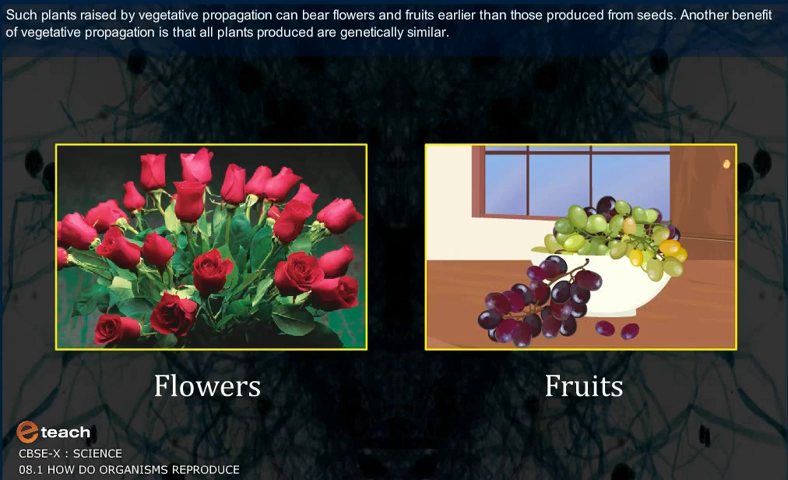 Such plants raised by vegetative propagation can bear flowers and fruits earlier than those produced from seeds. Another benefit
of vegetative propagation is that all plants produced are genetically similar.
Flowers
Fruits
e teach
CBSE-X : SCIENCE
08.1 HOW DO ORGANISMS REPRODUCE